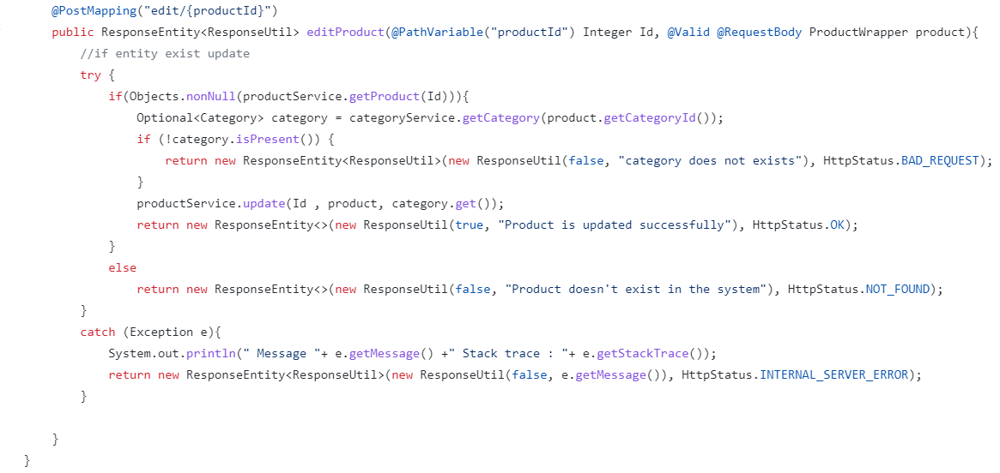 @PostMapping("edit/{productId}")
public ResponseEntity<ResponseUtil> editProduct(@PathVariable("productId") Integer Id, @Valid @RequestBody ProductWrapper product){
//if entity exist update
try {
if(Objects.nonNull(productService.getProduct(Id))){
Optional<Category> category = categoryService.getCategory(product.getCategoryId());
if (!category.isPresent()) {
return new ResponseEntity<ResponseUtil>(new ResponseUtil(false, "category does not exists"), HttpStatus.BAD_REQUEST);
}
productService.update(Id , product, category.get());
return new ResponseEntity<>(new ResponseUtil(true, "Product is updated successfully"), HttpStatus.OK);
}
else
return new ResponseEntity<>(new ResponseUtil(false, "Product doesn't exist in the system"), HttpStatus.NOT_FOUND);
}
catch (Exception e){
System.out.println(" Message "+ e.getMessage() +" Stack trace : "+ e.getStackTrace());
return new ResponseEntity<ResponseUtil>(new ResponseUtil(false, e.getMessage()), HttpStatus.INTERNAL_SERVER_ERROR);
}
}
}